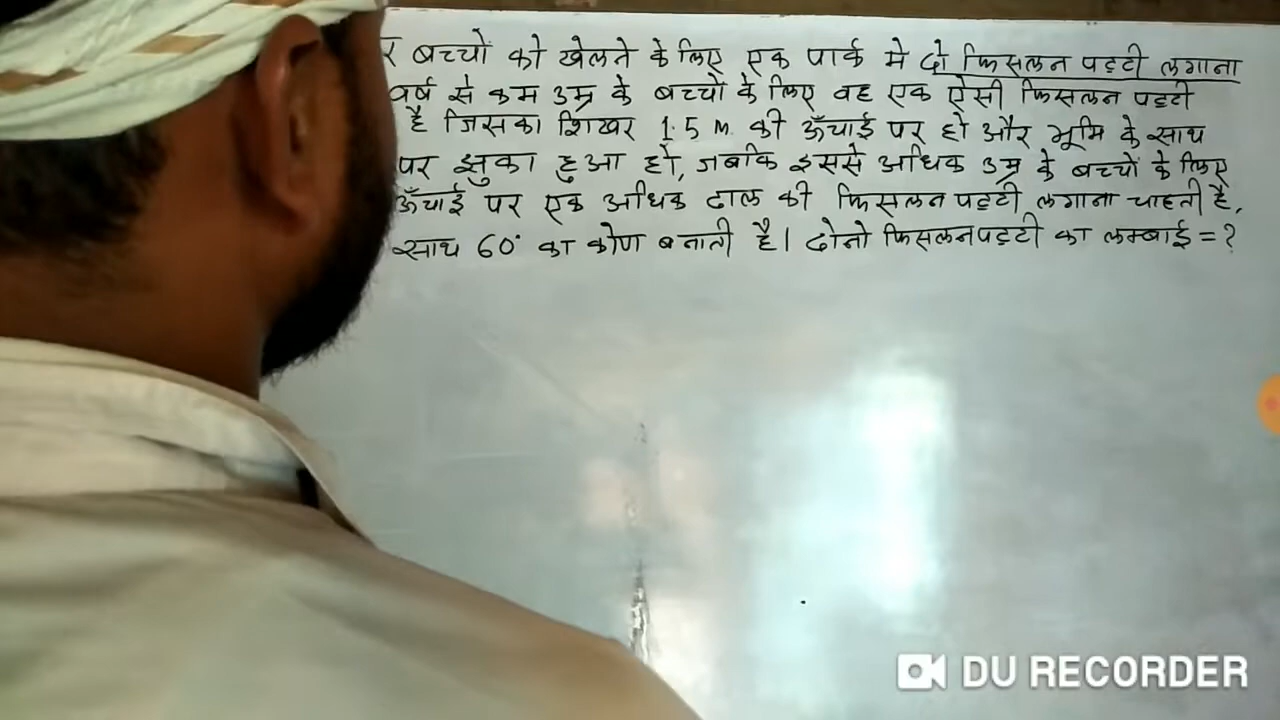 बच्चों को खेलने के लिए एक पार्क मे दो फिसलन पट्टी लगाना
वर्ष से कम उम्र के बच्चो के लिए वह एक ऐसी फिसलन पट्टी
है जिसका शिखर 1.5 M की ऊँचाई पर हो और भूमि के साथ
पर झुका हुआ हो, जबकि इससे अधिक उम्र के बच्चों के लिए
ऊँचाई पर एक अधिक ढाल की फिसलन पट्टी लगाना चाहती है,
साथ 60° का कोण बनाती है। दोनो फिसलनपट्टी का लम्बाई = ?
DU RECORDER